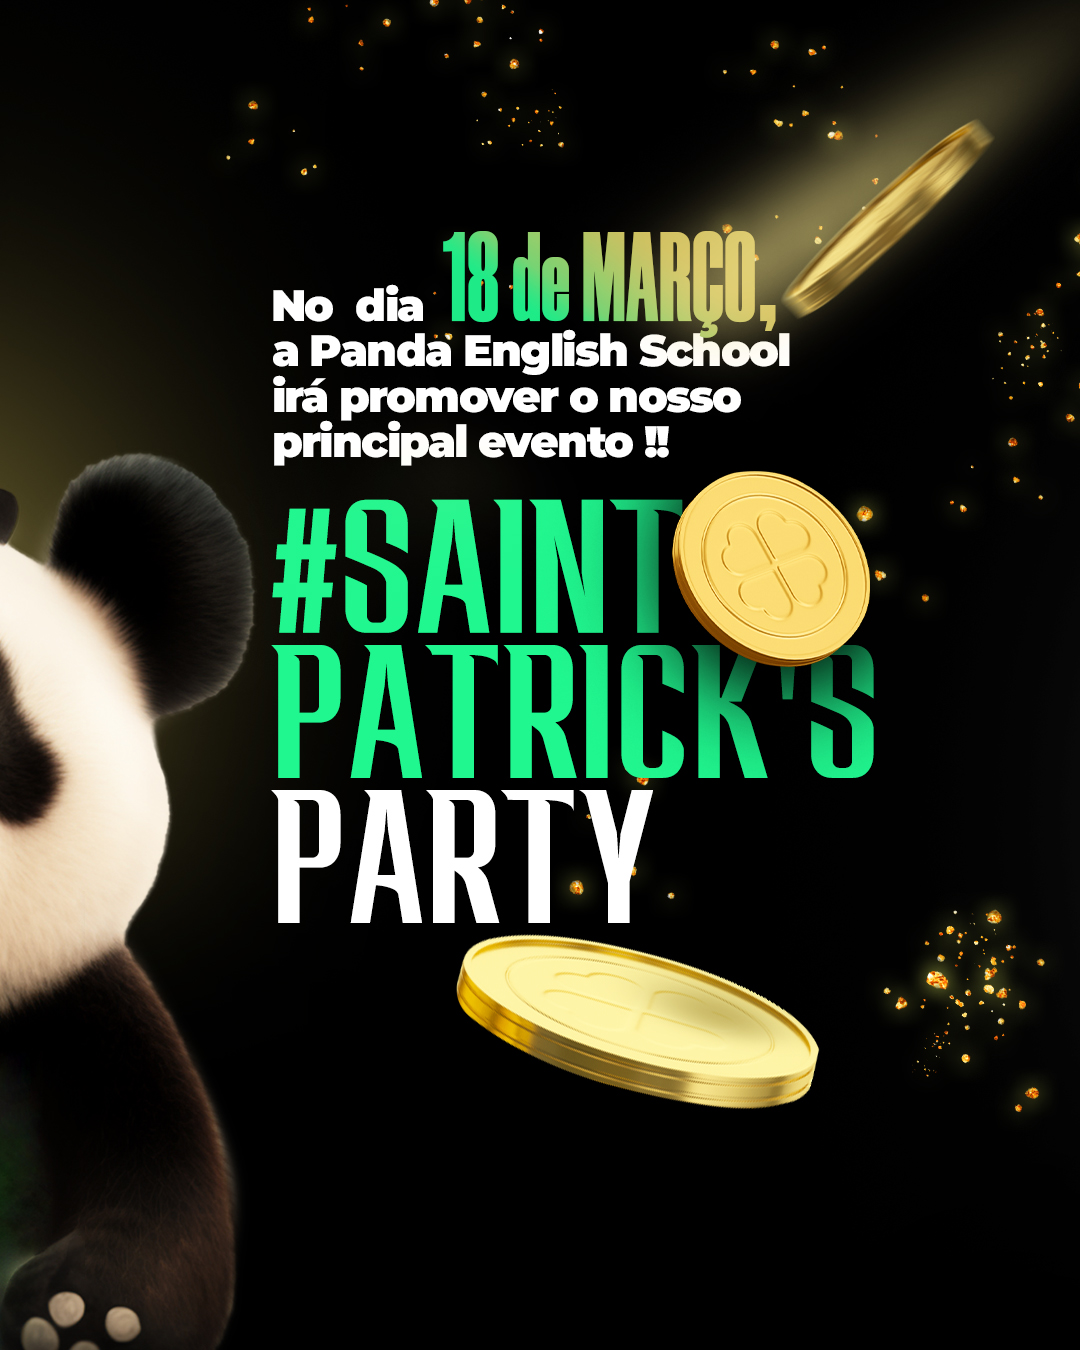 No dia 18 de MARÇO,
a Panda English School
irá promover o nosso
principal evento !!
#SAINT
PATRICK'S
PARTY